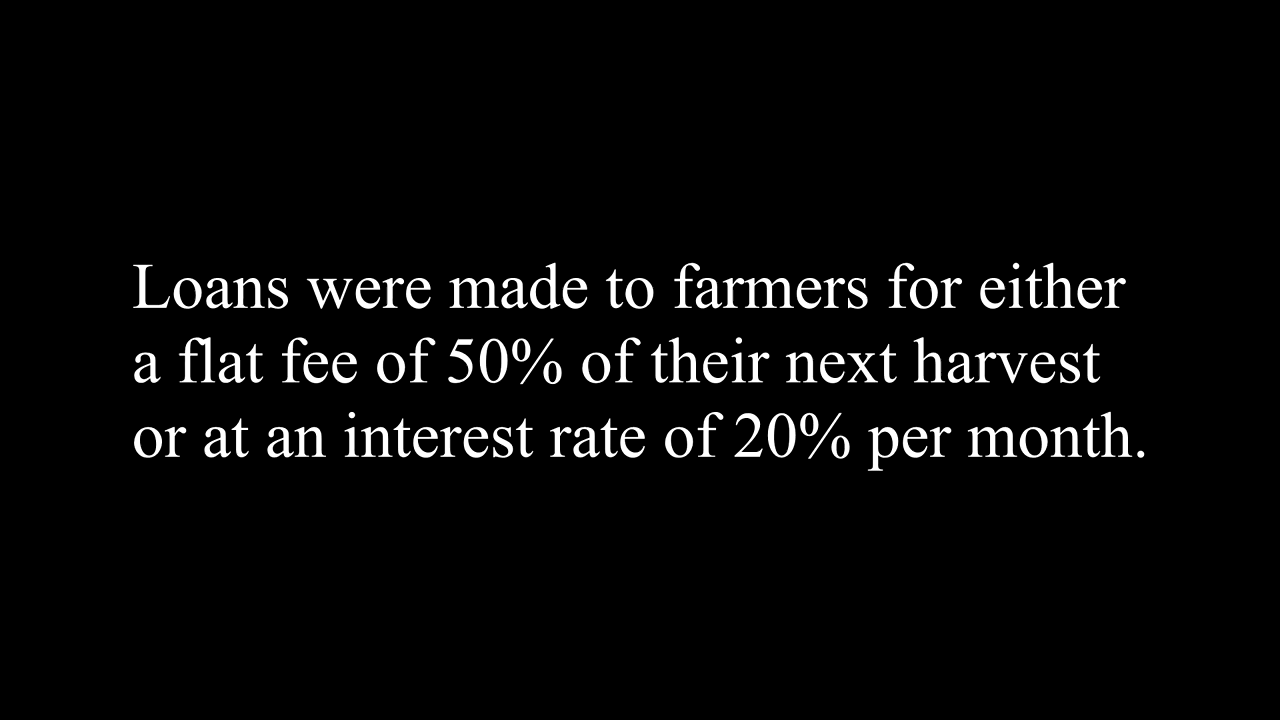 Loans were made to farmers for either
a flat fee of 50% of their next harvest
or at an interest rate of 20% per month.